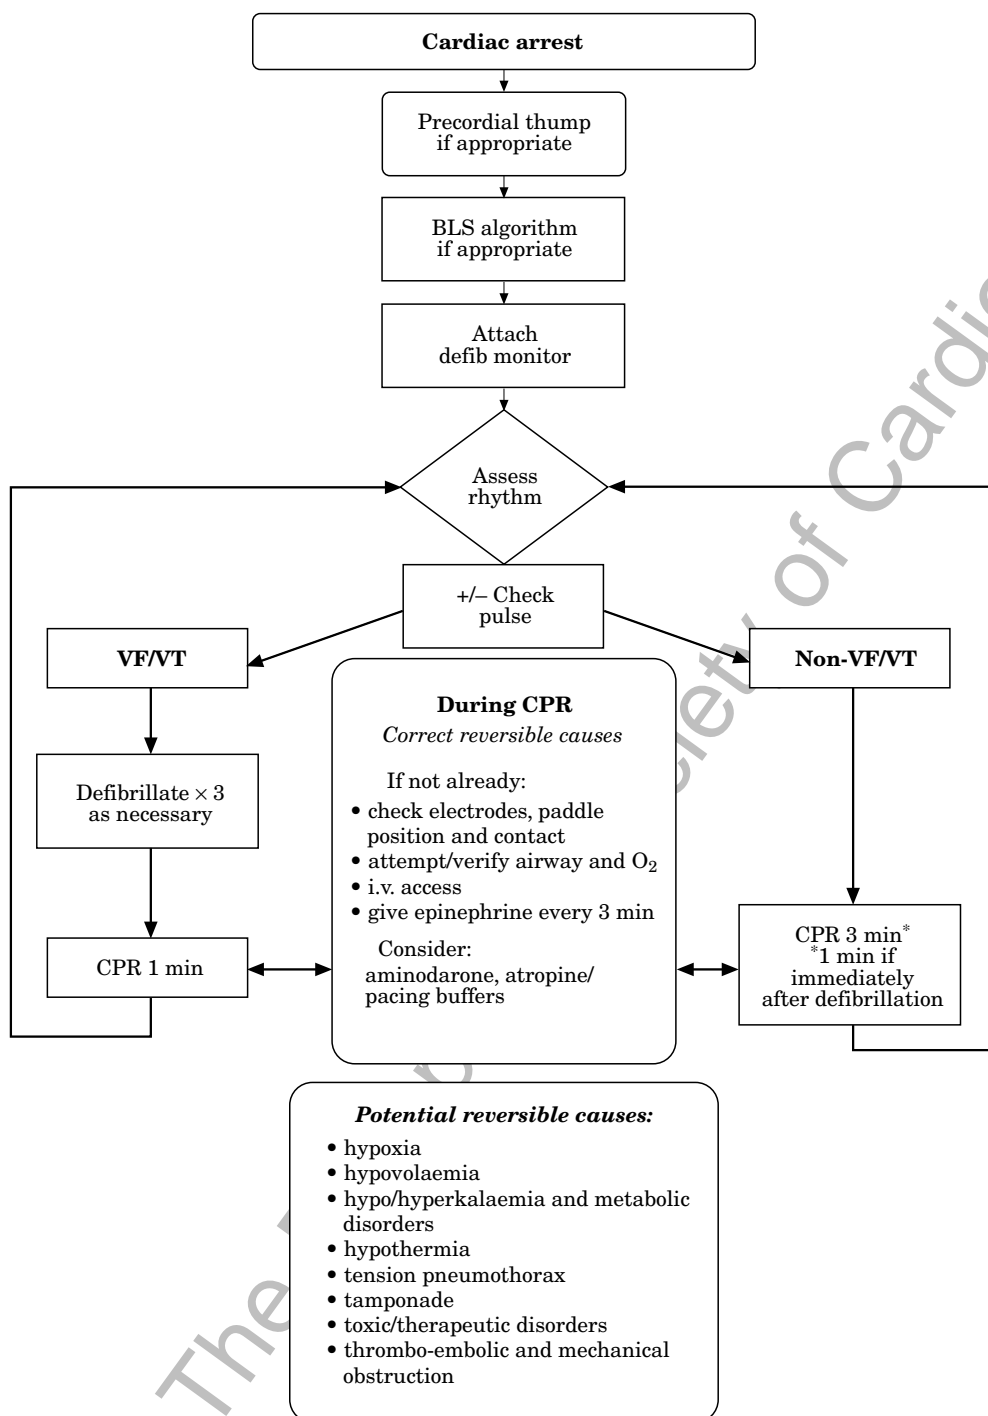 Cardiac arrest
Precordial thump
if appropriate
BLS algorithm
if appropriate
Attach
defib monitor
Assess
rhythm
+/– Check
pulse
VF/VT
Non-VF/VT
Defibrillate × 3
as necessary
CPR 1 min
During CPR
Correct reversible causes
If not already:
• check electrodes, paddle
position and contact
• attempt/verify airway and O₂
• i.v. access
• give epinephrine every 3 min
Consider:
aminodarone, atropine/
pacing buffers
CPR 3 min*
*1 min if
immediately
after defibrillation
Potential reversible causes:
• hypoxia
• hypovolaemia
• hypo/hyperkalaemia and metabolic
disorders
• hypothermia
• tension pneumothorax
• tamponade
• toxic/therapeutic disorders
• thrombo-embolic and mechanical
obstruction
The
ciety of Cardio